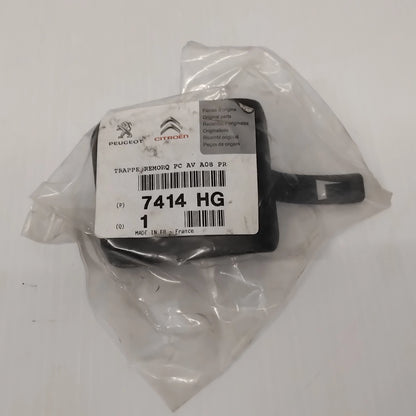 PEUGEOT
CITROËN
Pièces d'origine
Original parts
Recambios originales
Originalteile
Ricambi originali
Peças de origem
TRAPPE REMORQ PC AV A08 PR
(P) 7414 HG
(Q) 1
MADE IN FR - France